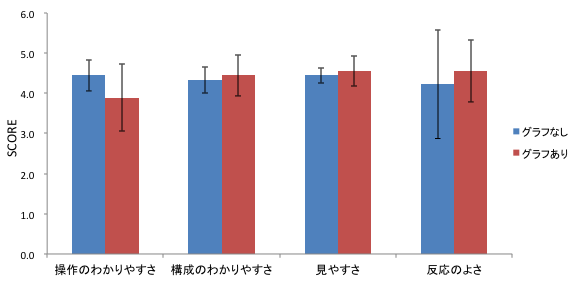 6.0
5.0
4.0
3.0
2.0
1.0
0.0
SCORE
操作のわかりやすさ
構成のわかりやすさ
見やすさ
反応のよさ
グラフなし
グラフあり